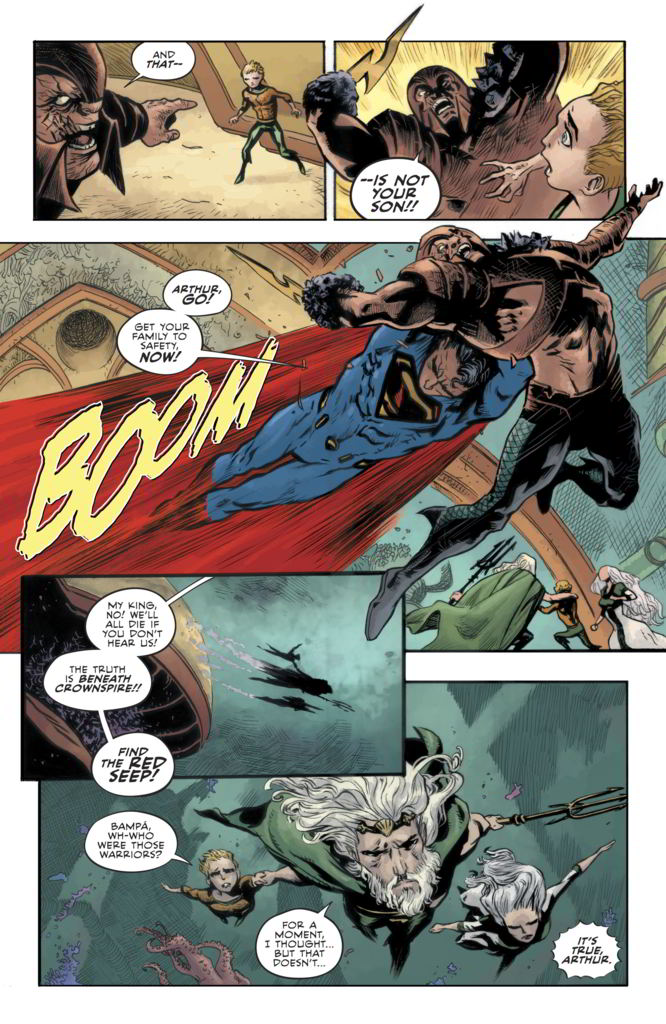 AND
THAT--
--IS NOT
YOUR
SON!!
ARTHUR,
GO!
GET YOUR
FAMILY TO
SAFETY,
NOW!
BOOM
MY KING,
NO! WE'LL
ALL DIE IF
YOU DON'T
HEAR US!
THE TRUTH
IS BENEATH
CROWNSPIRE!!
FIND
THE RED
SEEP!
BAMPÁ,
WH-WHO
WERE THOSE
WARRIORS?
FOR A
MOMENT,
I THOUGHT...
BUT THAT
DOESN'T...
IT'S
TRUE,
ARTHUR.